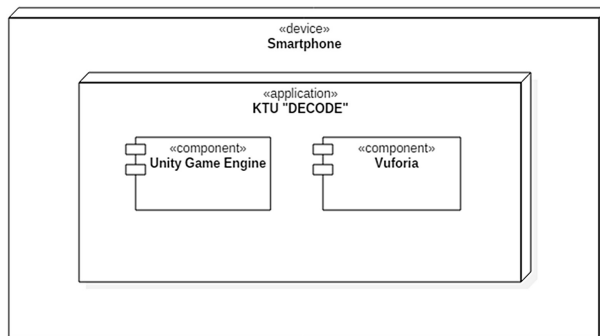 «device»
Smartphone
«application»
KTU "DECODE"
«component»
Unity Game Engine
«component»
Vuforia